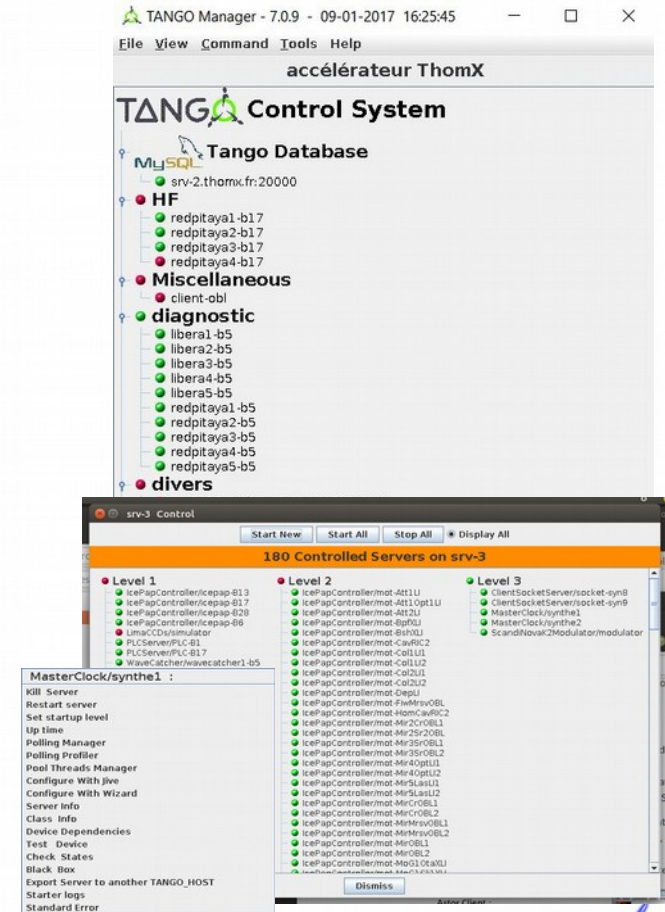 TANGO Manager - 7.0.9 - 09-01-2017 16:25:45
File View Command Tools Help
accélérateur ThomX
TANGO Control System
MySQL Tango Database
srv-2.thomx.fr:20000
HF
redpitaya1-b17
redpitaya2-b17
redpitaya3-b17
redpitaya4-b17
Miscellaneous
client-obl
diagnostic
libera1-b5
libera2-b5
libera3-b5
libera4-b5
libera5-b5
redpitaya1-b5
redpitaya2-b5
redpitaya3-b5
redpitaya4-b5
redpitaya5-b5
divers
srv-3 Control
Start New Start All Stop All Display All
180 Controlled Servers on srv-3
Level 1
IcePapController/icepap-B13
IcePapController/icepap-B17
IcePapController/icepap-B28
IcePapController/icepap-B6
LimaCCDs/simulator
PLCServer/PLC-B1
PLCServer/PLC-B17
WaveCatcher/wavecatcher1-b5
Level 2
IcePapController/mot-Att1LI
IcePapController/mot-Att1Opt1LI
IcePapController/mot-Att2LI
IcePapController/mot-BpfXLI
IcePapController/mot-BshXLI
IcePapController/mot-CavRIC2
IcePapController/mot-Col1LI1
IcePapController/mot-Col1LI2
IcePapController/mot-Col2LI1
IcePapController/mot-Col2LI2
IcePapController/mot-DepLI
IcePapController/mot-FiwMrsvOBL
IcePapController/mot-HomCavRIC2
IcePapController/mot-Mir2CrOBL1
IcePapController/mot-Mir2Sr2OBL
IcePapController/mot-Mir3SrOBL1
IcePapController/mot-Mir3SrOBL2
IcePapController/mot-Mir4OptLI1
IcePapController/mot-Mir4OptLI2
IcePapController/mot-Mir5LasLI1
IcePapController/mot-Mir5LasLI2
IcePapController/mot-MirCrOBL1
IcePapController/mot-MirCrOBL2
IcePapController/mot-MirMrsvOBL1
IcePapController/mot-MirMrsvOBL2
IcePapController/mot-MirOBL1
IcePapController/mot-MirOBL2
IcePapController/mot-MoG10taXLI
Level 3
ClientSocketServer/socket-syn8
ClientSocketServer/socket-syn9
MasterClock/synthe1
MasterClock/synthe2
ScandiNovaK2Modulator/modulator
Dismiss
MasterClock/synthe1 :
Kill Server
Restart server
Set startup level
Up time
Polling Manager
Polling Profiler
Pool Threads Manager
Configure With Jive
Configure With Wizard
Server Info
Class Info
Device Dependencies
Test Device
Check States
Black Box
Export Server to another TANGO_HOST
Starter logs
Standard Error